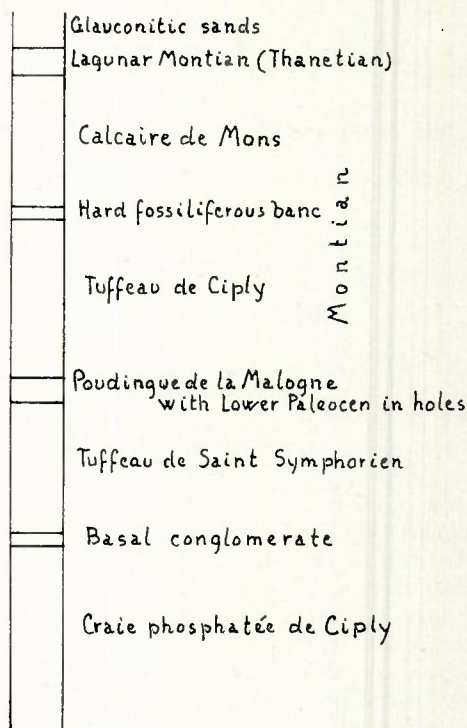 Glauconitic sands
Lagunar Montian (Thanetian)
Calcaire de Mons
Hard fossiliferous banc
Tuffeau de Ciply
Montian
Poudingue de la Malogne
with Lower Paleocen in holes
Tuffeau de Saint Symphorien
Basal conglomerate
Craie phosphatée de Ciply